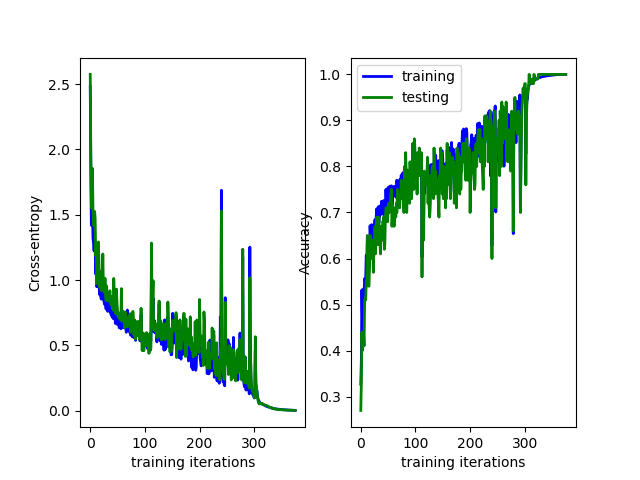 2.5
2.0
1.5
1.0
0.5
0.0
Cross-entropy
0 100 200 300
training iterations
1.0
0.9
0.8
0.7
0.6
0.5
0.4
0.3
Accuracy
training
testing
0 100 200 300
training iterations